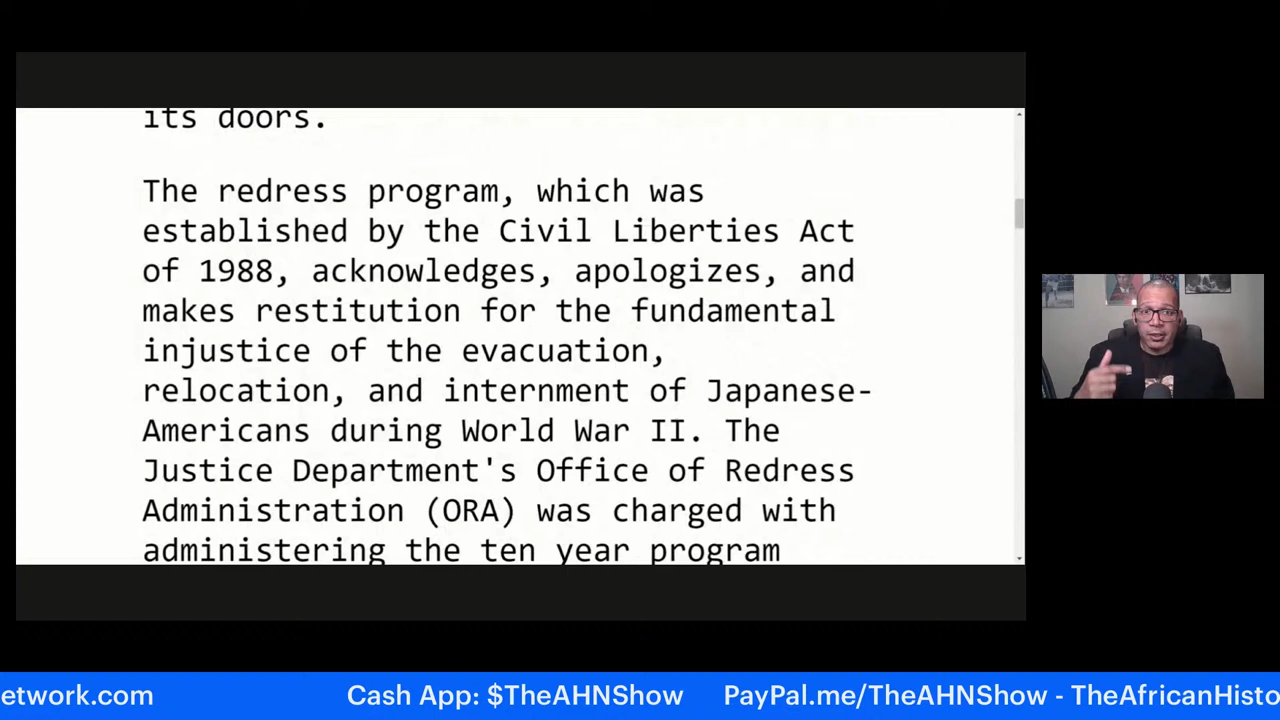 its doors.
The redress program, which was
established by the Civil Liberties Act
of 1988, acknowledges, apologizes, and
makes restitution for the fundamental
injustice of the evacuation,
relocation, and internment of Japanese-
Americans during World War II. The
Justice Department's Office of Redress
Administration (ORA) was charged with
administering the ten year program
etwork.com Cash App: $TheAHNShow PayPal.me/TheAHNShow - TheAfricanHisto